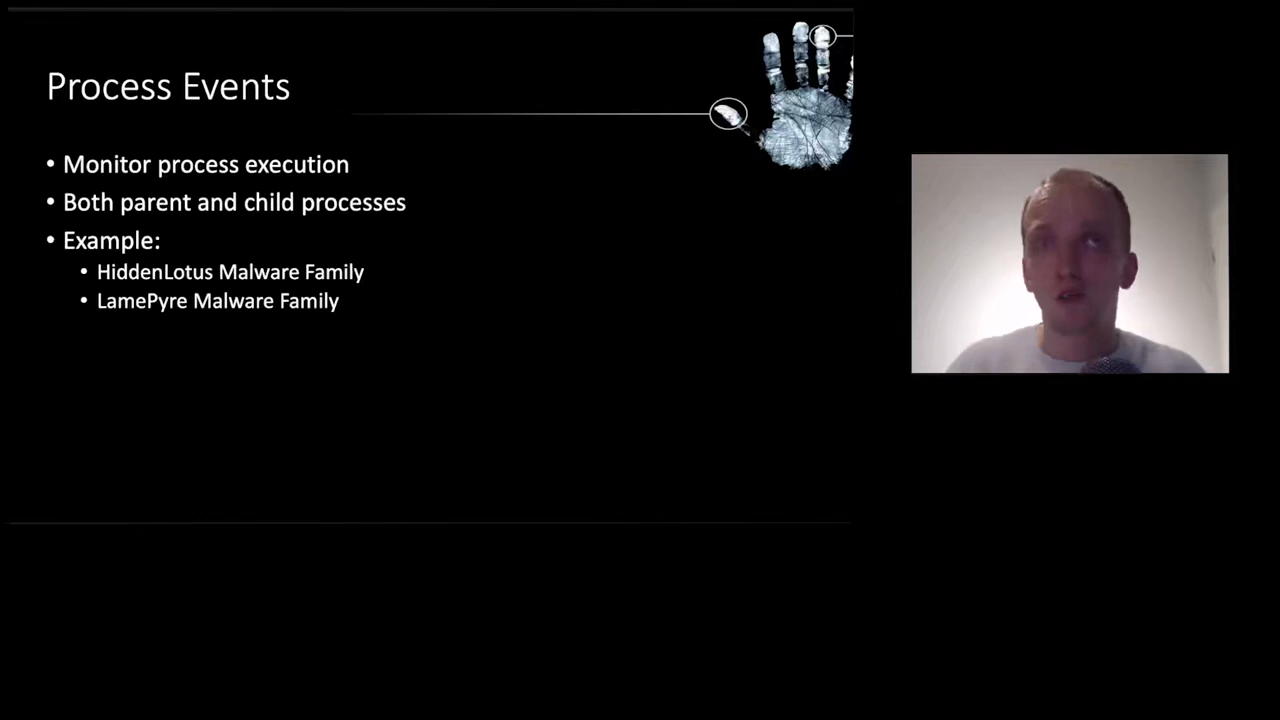 Process Events
• Monitor process execution
• Both parent and child processes
• Example:
• HiddenLotus Malware Family
• LamePyre Malware Family